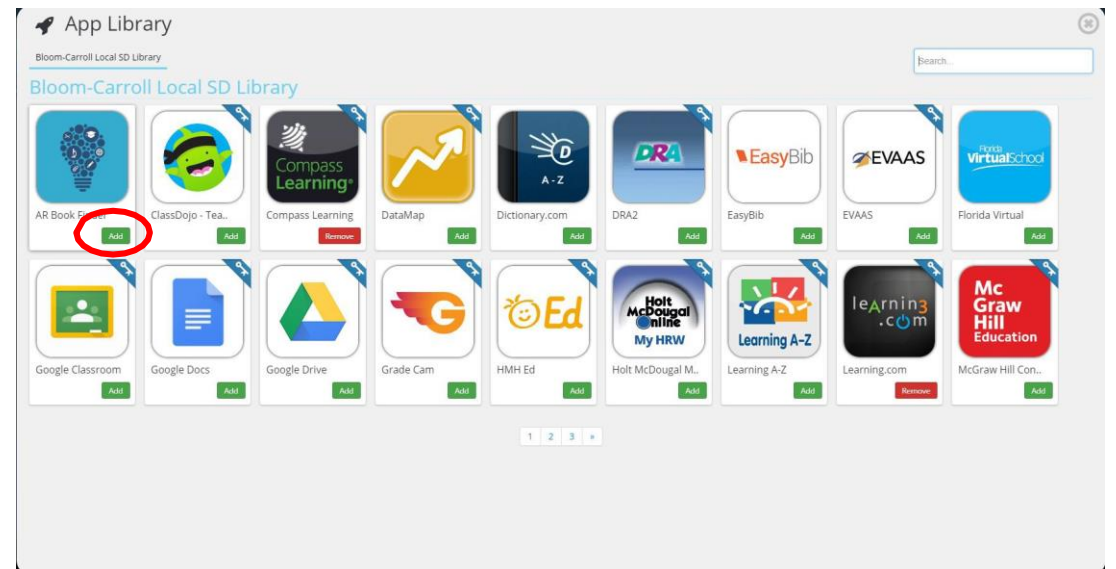 App Library
Bloom-Carroll Local SD Library
Search...
Bloom-Carroll Local SD Library
Compass
Learning
A-Z
DRA
EasyBib
EVAAS
Florida
VirtualSchool
AR Book Finder
ClassDojo - Tea..
Compass Learning
DataMap
Dictionary.com
DRA2
EasyBib
EVAAS
Florida Virtual
Add
Add
Remove
Add
Add
Add
Add
Add
Add
G
Ed
Holt
McDougal
Online
My HRW
Learning A-Z
leArnin3
.com
Mc
Graw
Hill
Education
Google Classroom
Google Docs
Google Drive
Grade Cam
HMH Ed
Holt McDougal M..
Learning A-Z
Learning.com
McGraw Hill Con..
Add
Add
Add
Add
Add
Add
Add
Remove
Add
1 2 3 »